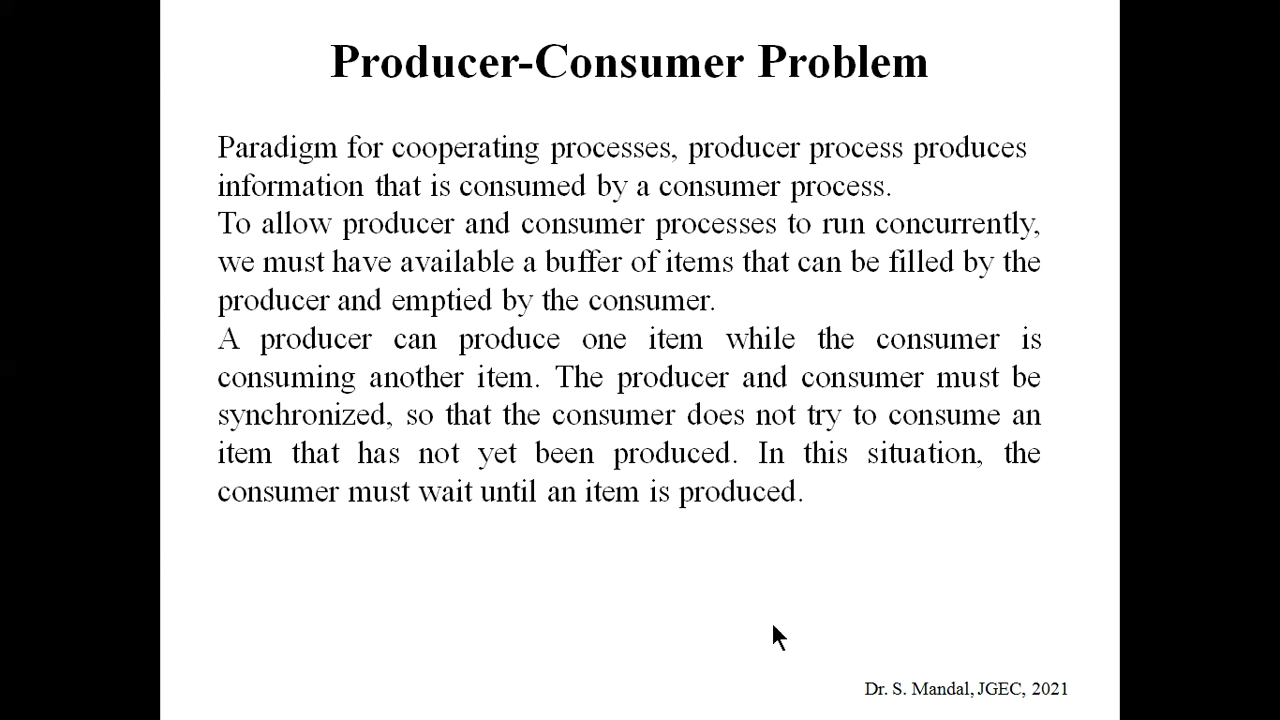 Producer-Consumer Problem
Paradigm for cooperating processes, producer process produces
information that is consumed by a consumer process.
To allow producer and consumer processes to run concurrently,
we must have available a buffer of items that can be filled by the
producer and emptied by the consumer.
A producer can produce one item while the consumer is
consuming another item. The producer and consumer must be
synchronized, so that the consumer does not try to consume an
item that has not yet been produced. In this situation, the
consumer must wait until an item is produced.
Dr. S. Mandal, JGEC, 2021